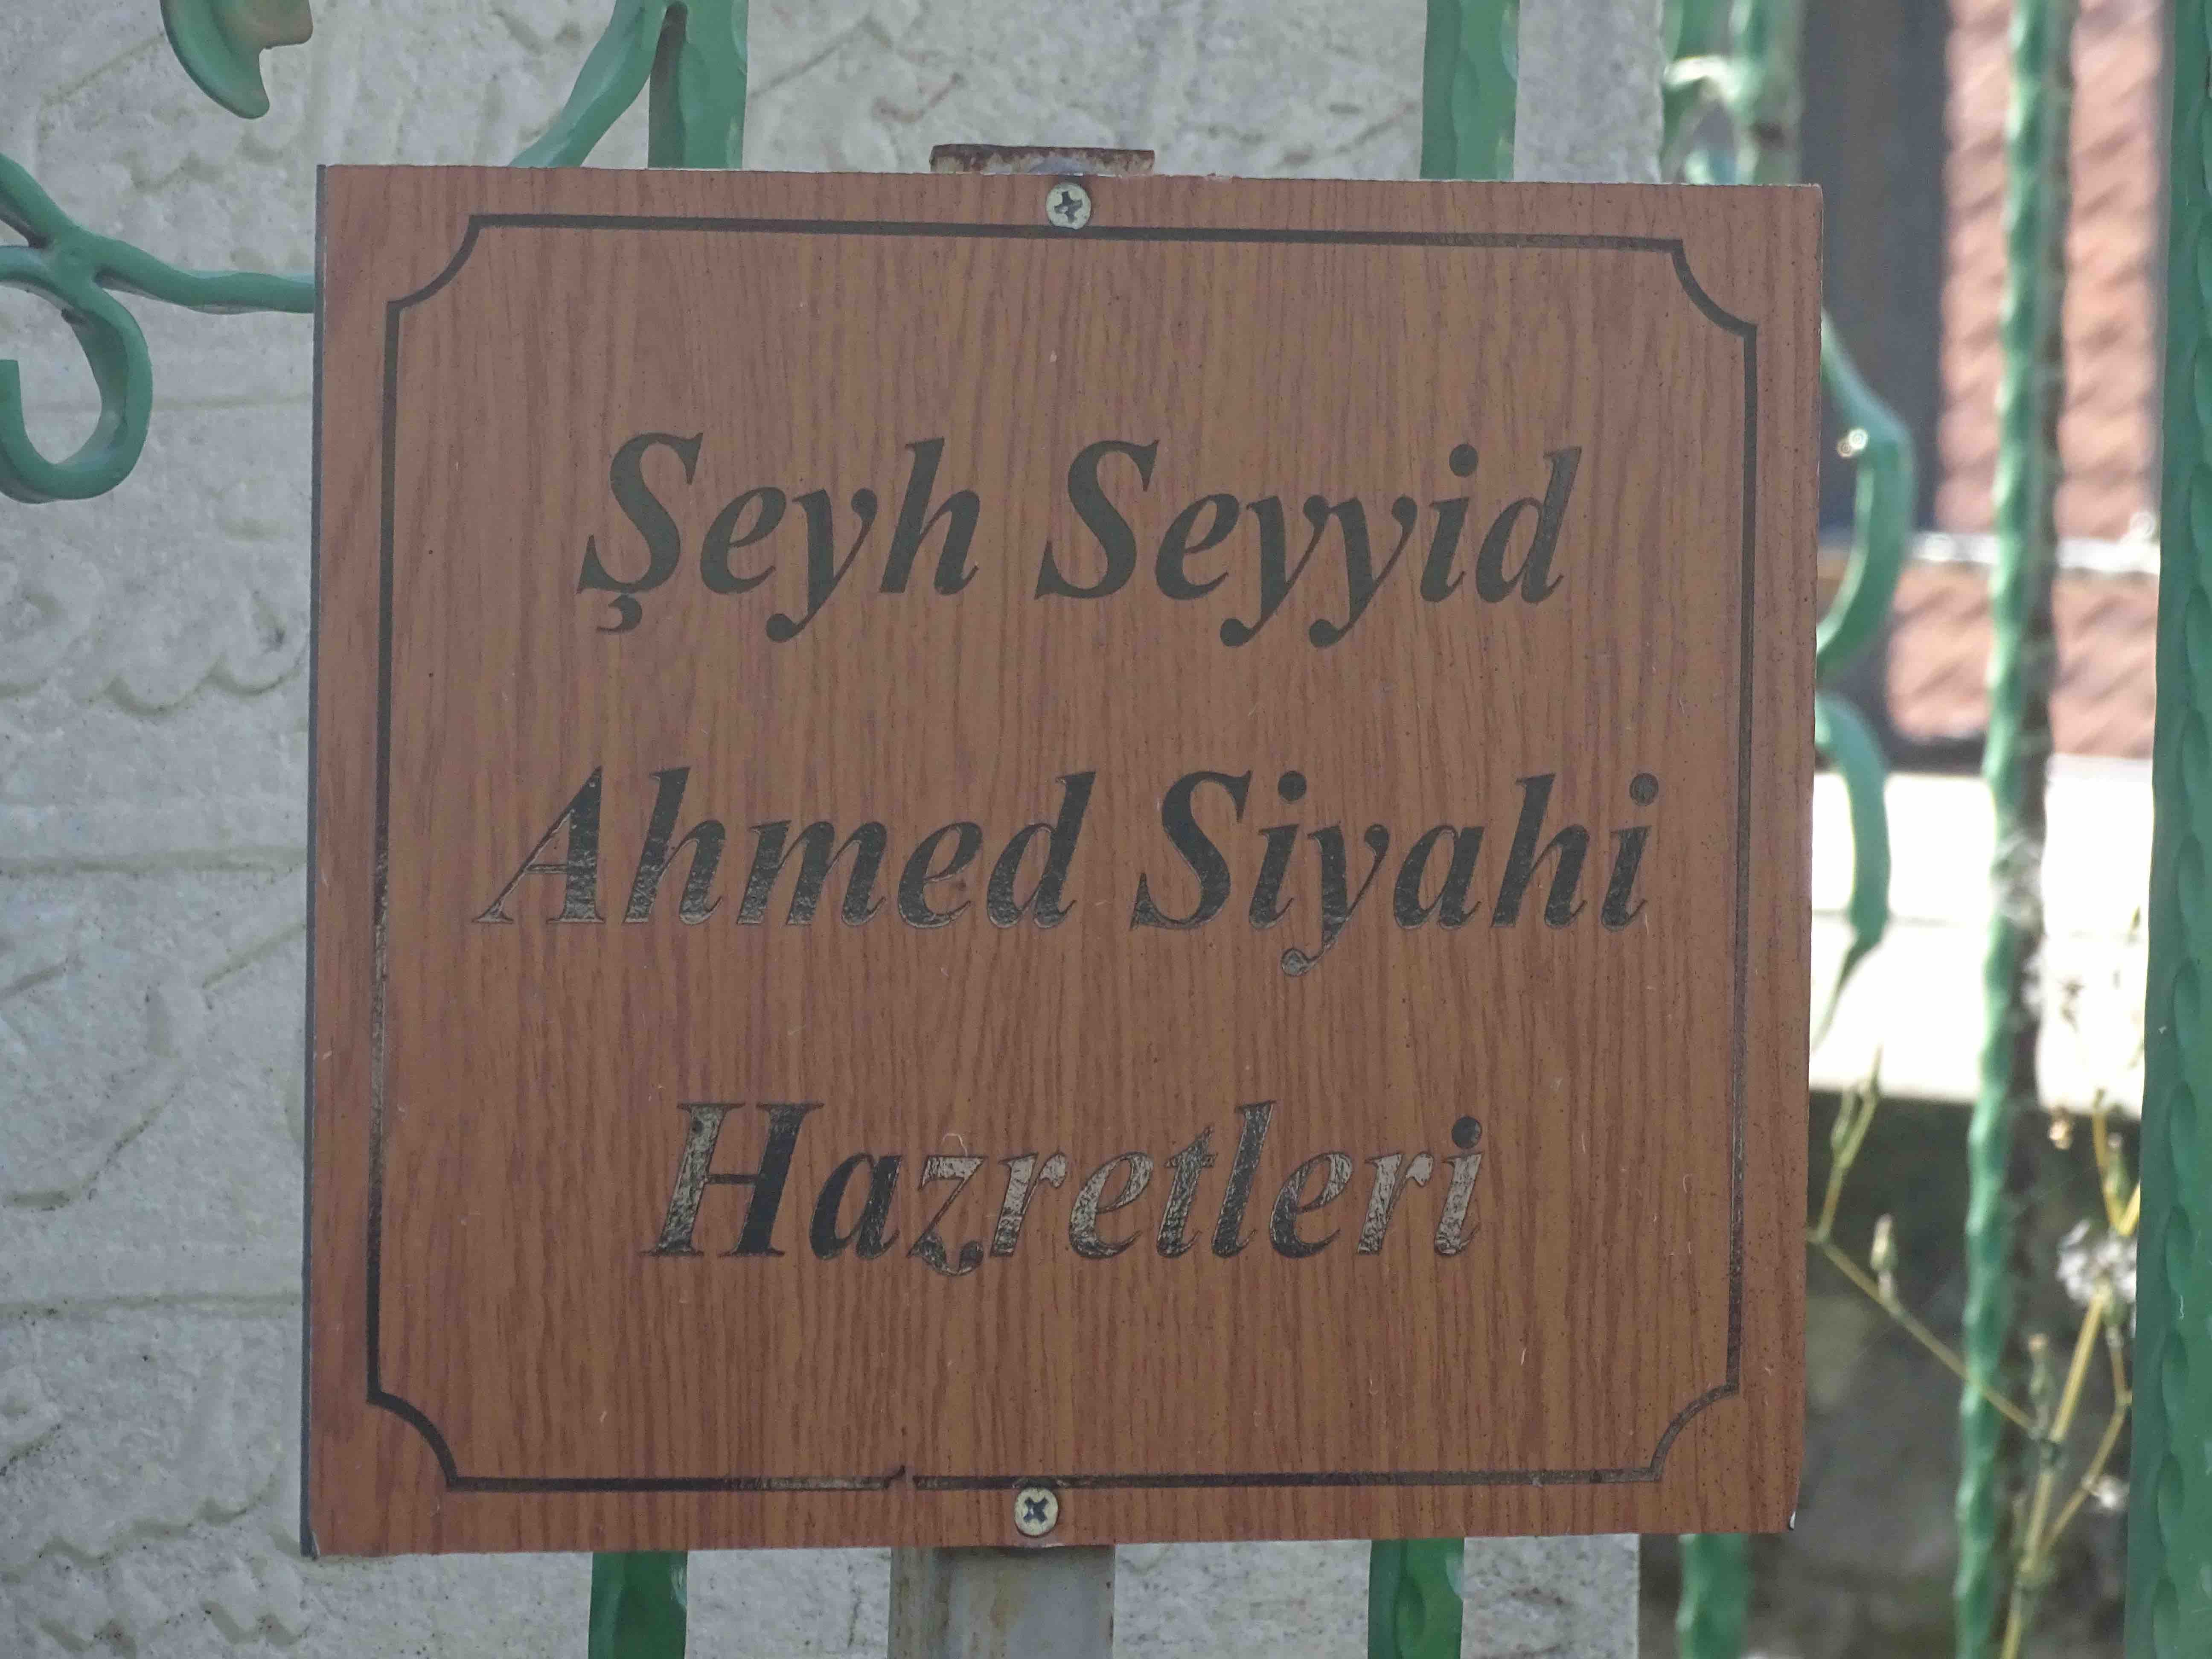 Şeyh Seyyid
Ahmed Siyahi
Hazretleri